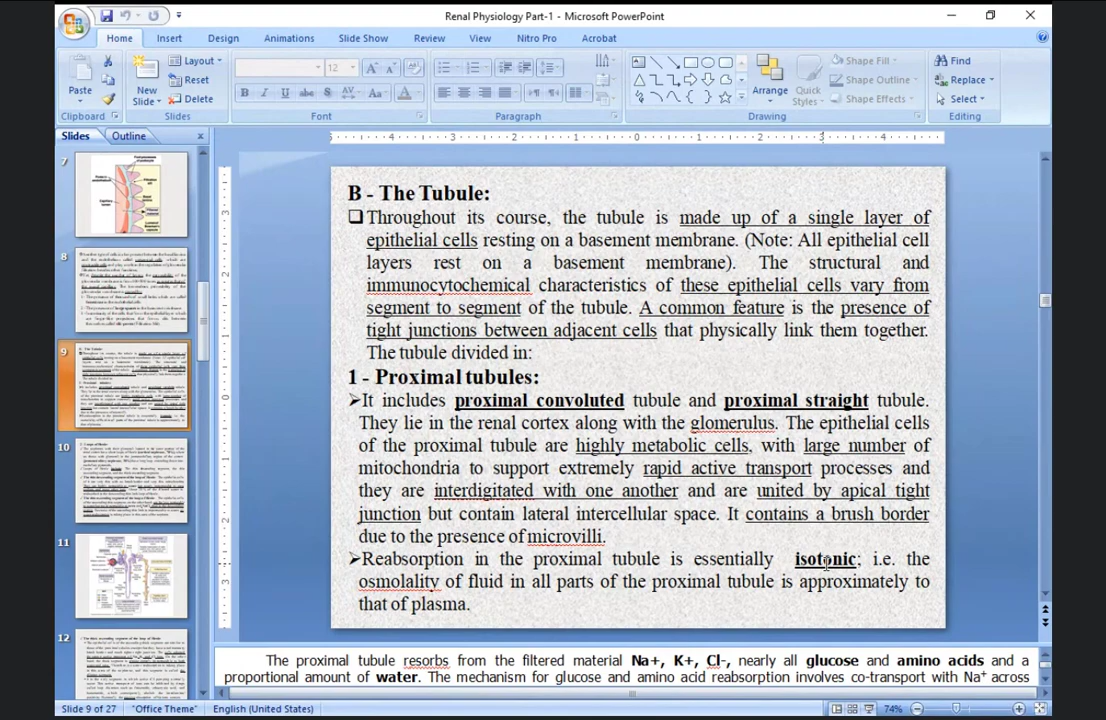 Renal Physiology Part-1 - Microsoft PowerPoint
Home Insert Design Animations Slide Show Review View Nitro Pro Acrobat
Paste
Clipboard
New Slide
Layout
Reset
Delete
Slides
12
B I U abe S AV Aa A
Font
Paragraph
Arrange
Quick Styles
Shape Fill
Shape Outline
Shape Effects
Drawing
Find
Replace
Select
Editing
Slides Outline
7
8
9
10
11
12
B - The Tubule:
Throughout its course, the tubule is made up of a single layer of
epithelial cells resting on a basement membrane. (Note: All epithelial cell
layers rest on a basement membrane). The structural and
immunocytochemical characteristics of these epithelial cells vary from
segment to segment of the tubule. A common feature is the presence of
tight junctions between adjacent cells that physically link them together.
The tubule divided in:
1 - Proximal tubules:
➢It includes proximal convoluted tubule and proximal straight tubule.
They lie in the renal cortex along with the glomerulus. The epithelial cells
of the proximal tubule are highly metabolic cells, with large number of
mitochondria to support extremely rapid active transport processes and
they are interdigitated with one another and are united by apical tight
junction but contain lateral intercellular space. It contains a brush border
due to the presence of microvilli.
➢Reabsorption in the proximal tubule is essentially isotonic; i.e. the
osmolality of fluid in all parts of the proximal tubule is approximately to
that of plasma.
The proximal tubule resorbs from the filtered material Na+, K+, Cl-, nearly all glucose and amino acids and a
proportional amount of water. The mechanism for glucose and amino acid reabsorption involves co-transport with Na+ across
Slide 9 of 27 "Office Theme" English (United States) 74%